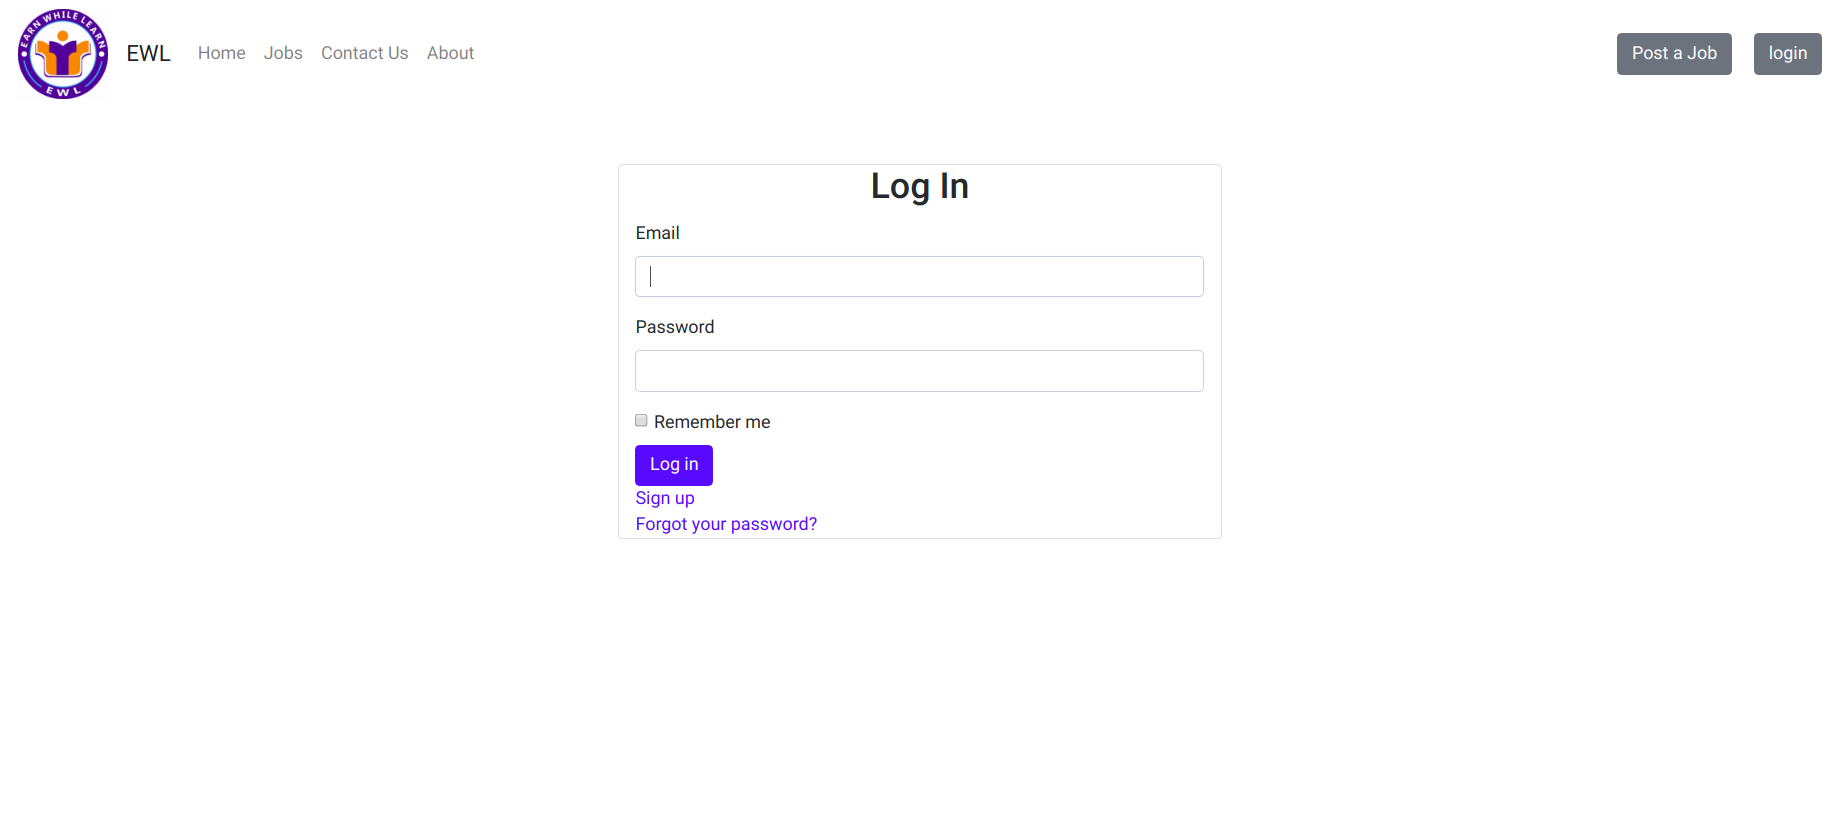 EARN WHILE LEARN
EWL
EWL Home Jobs Contact Us About Post a Job login
Log In
Email
Password
Remember me
Log in
Sign up
Forgot your password?